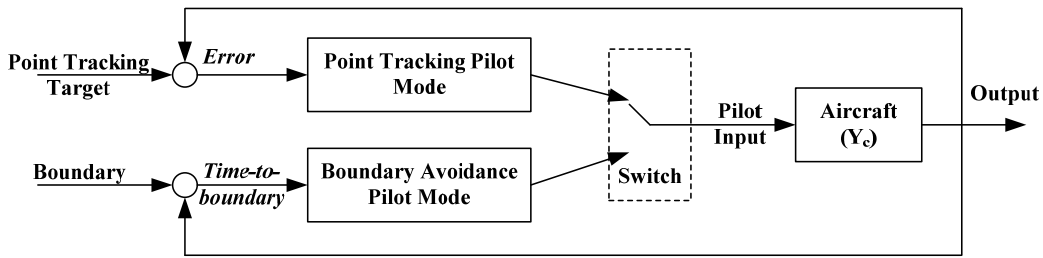 Point Tracking
Target
Error
Point Tracking Pilot
Mode
Boundary
Time-to-
boundary
Boundary Avoidance
Pilot Mode
Switch
Pilot
Input
Aircraft
(Yc)
Output